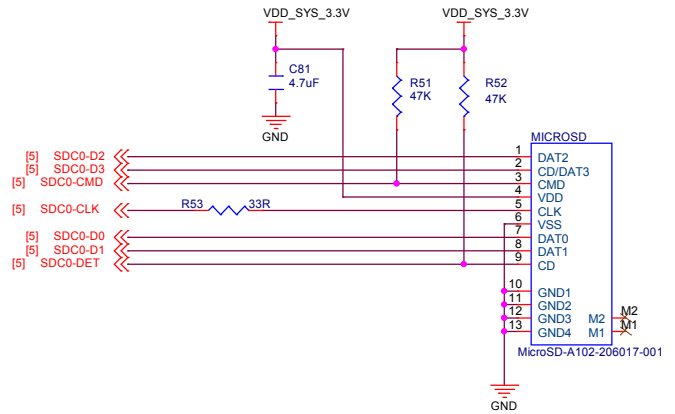 VDD_SYS_3.3V
VDD_SYS_3.3V
C81
4.7uF
GND
R51
47K
R52
47K
MICROSD
[5] SDC0-D2
1 DAT2
[5] SDC0-D3
2 CD/DAT3
[5] SDC0-CMD
3 CMD
4 VDD
[5] SDC0-CLK
R53 33R
5 CLK
6 VSS
[5] SDC0-D0
7 DAT0
[5] SDC0-D1
8 DAT1
[5] SDC0-DET
9 CD
10 GND1
11 GND2
12 GND3 M2 M2
13 GND4 M1 M1
MicroSD-A102-206017-001
GND